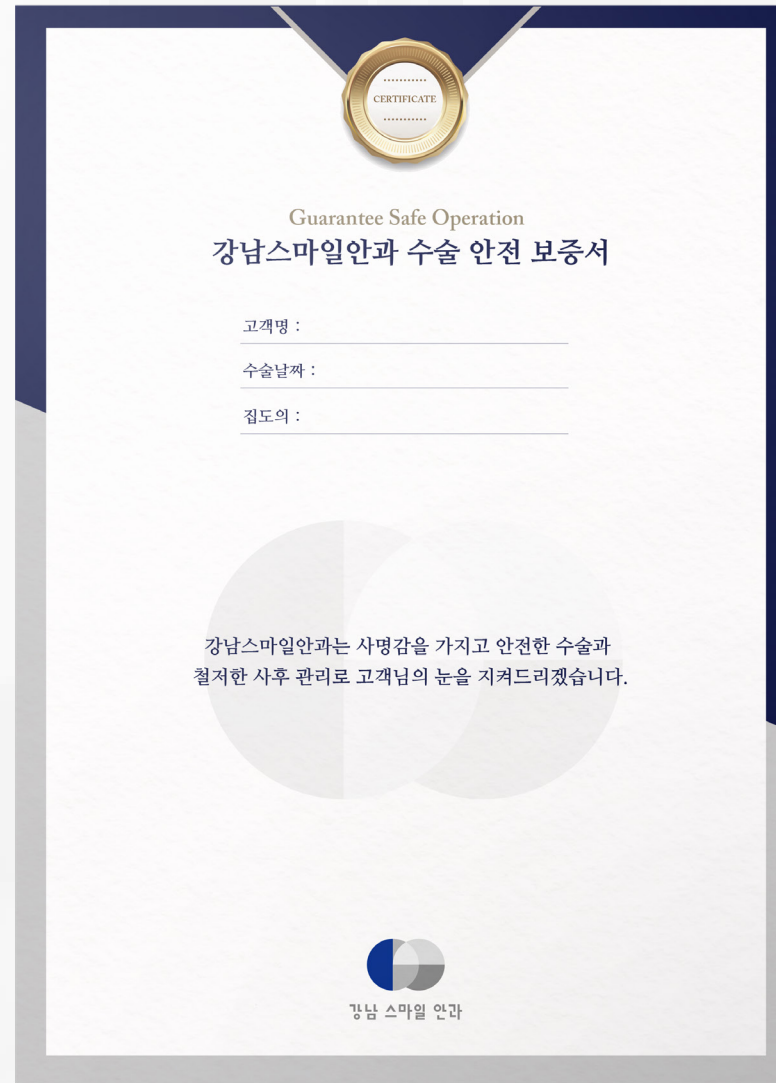 CERTIFICATE
Guarantee Safe Operation
강남스마일안과 수술 안전 보증서
고객명 :
수술날짜 :
집도의 :
강남스마일안과는 사명감을 가지고 안전한 수술과
철저한 사후 관리로 고객님의 눈을 지켜드리겠습니다.
강남 스마일 안과